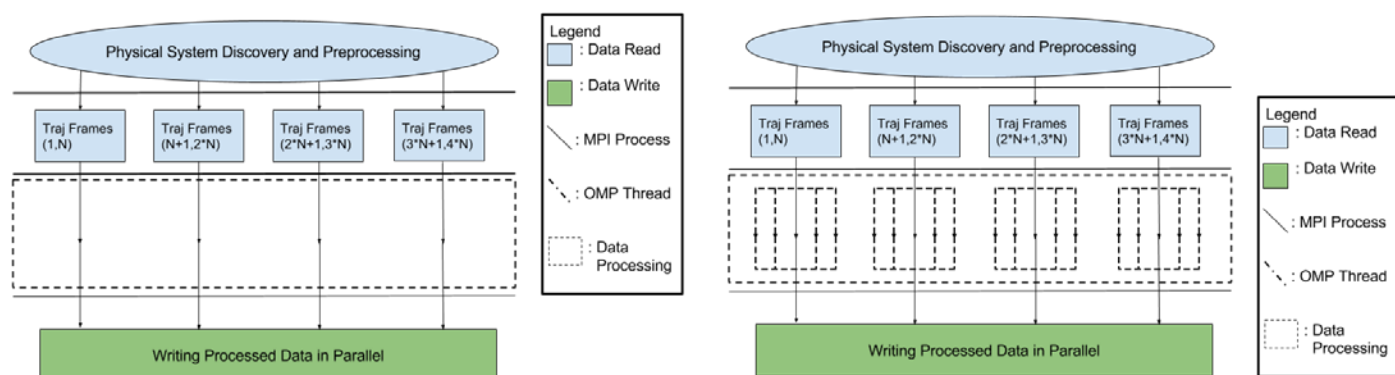 Physical System Discovery and Preprocessing
Traj Frames
(1,N)
Traj Frames
(N+1,2*N)
Traj Frames
(2*N+1,3*N)
Traj Frames
(3*N+1,4*N)
Writing Processed Data in Parallel
Legend
: Data Read
: Data Write
: MPI Process
: OMP Thread
: Data
Processing
Physical System Discovery and Preprocessing
Traj Frames
(1,N)
Traj Frames
(N+1,2*N)
Traj Frames
(2*N+1,3*N)
Traj Frames
(3*N+1,4*N)
Writing Processed Data in Parallel
Legend
: Data Read
: Data Write
: MPI Process
: OMP Thread
: Data
Processing